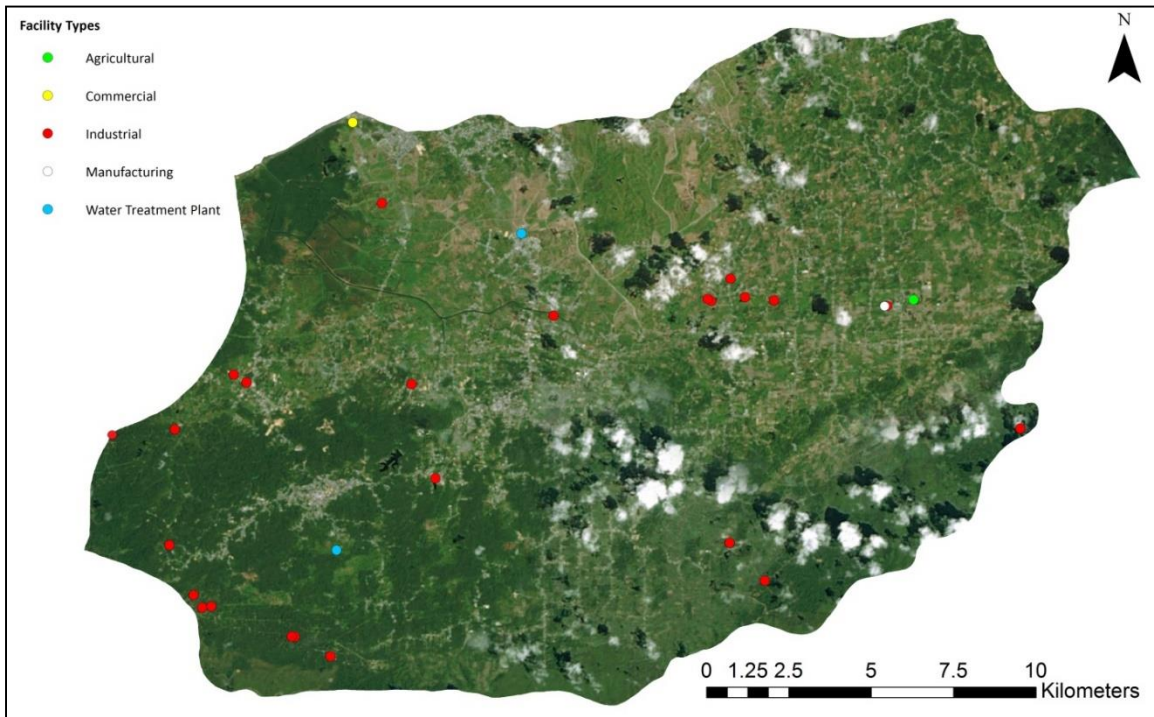 Facility Types
Agricultural
Commercial
Industrial
Manufacturing
Water Treatment Plant
N
0 1.25 2.5 5 7.5 10
Kilometers